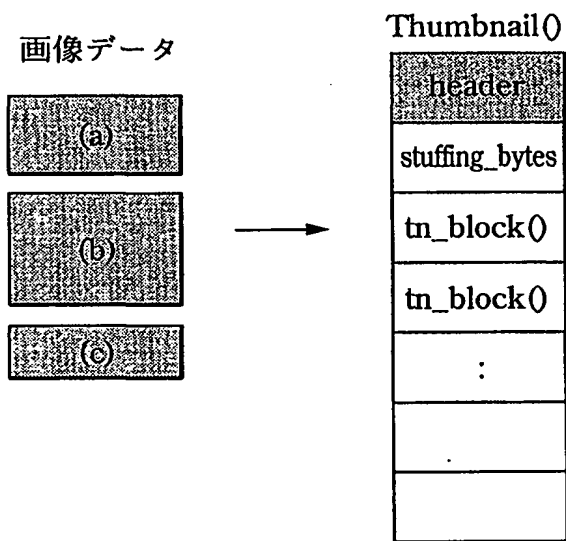 画像データ
(a)
(b)
(c)
Thumbnail()
header
stuffing_bytes
tn_block()
tn_block()
: